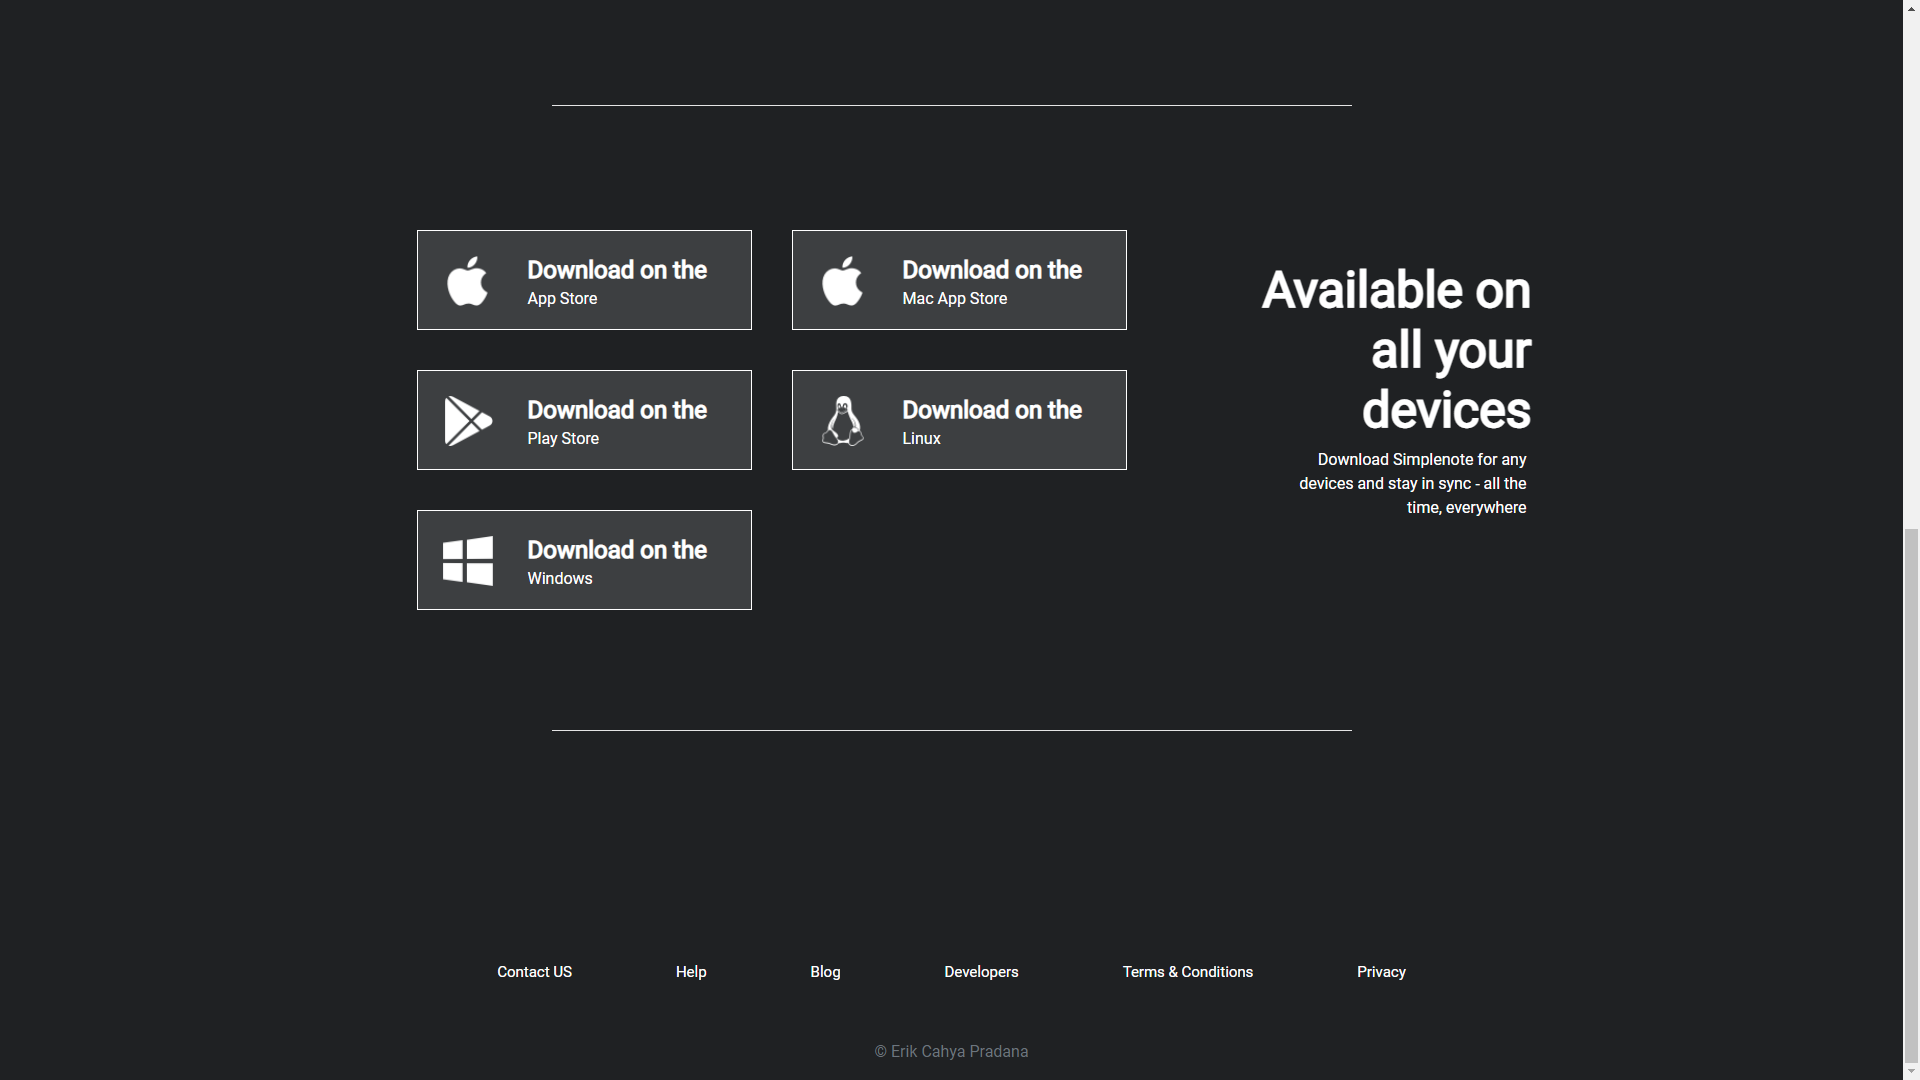 Download on the
App Store
Download on the
Mac App Store
Download on the
Play Store
Download on the
Linux
Download on the
Windows
Available on
all your
devices
Download Simplenote for any
devices and stay in sync - all the
time, everywhere
Contact US
Help
Blog
Developers
Terms & Conditions
Privacy
© Erik Cahya Pradana